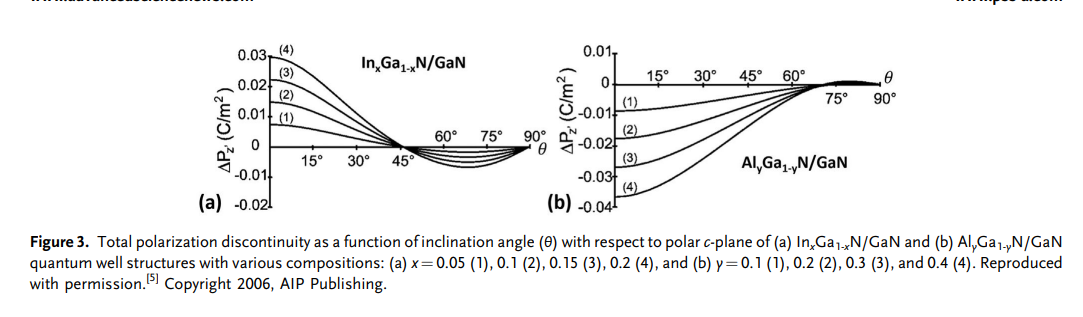 0.03 (4) InₓGa₁₋ₓN/GaN
(3)
0.02
(2)
0.01 (1)
0
15° 30° 45° 60° 75° 90° θ
-0.01
-0.02
ΔP_z' (C/m²)
(a)
0.01
0 15° 30° 45° 60° 75° 90° θ
(1)
-0.01
(2)
-0.02
(3)
-0.03
(4)
-0.04
ΔP_z' (C/m²)
AlyGa₁₋yN/GaN
(b)
Figure 3. Total polarization discontinuity as a function of inclination angle (θ) with respect to polar c-plane of (a) InₓGa₁₋ₓN/GaN and (b) AlyGa₁₋yN/GaN
quantum well structures with various compositions: (a) x = 0.05 (1), 0.1 (2), 0.15 (3), 0.2 (4), and (b) y = 0.1 (1), 0.2 (2), 0.3 (3), and 0.4 (4). Reproduced
with permission.[5] Copyright 2006, AIP Publishing.